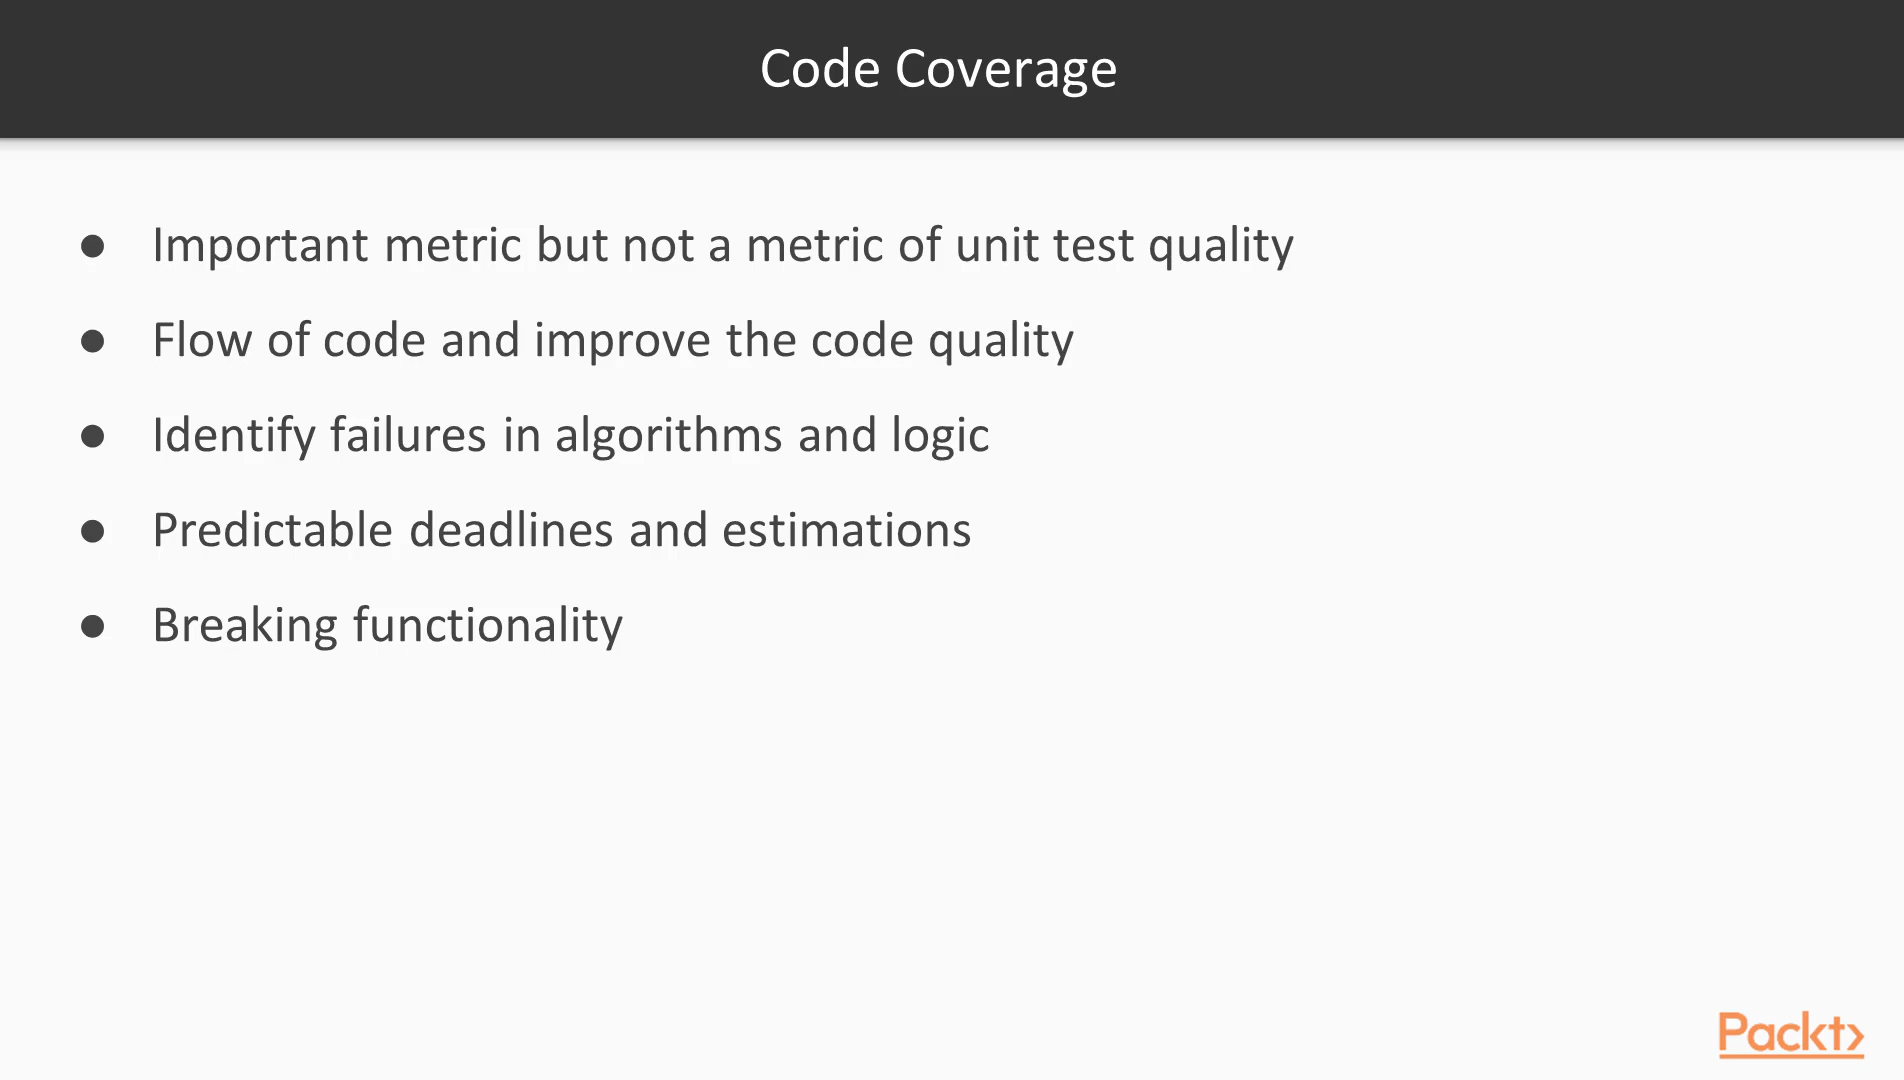 Code Coverage
● Important metric but not a metric of unit test quality
● Flow of code and improve the code quality
● Identify failures in algorithms and logic
● Predictable deadlines and estimations
● Breaking functionality
Packt>